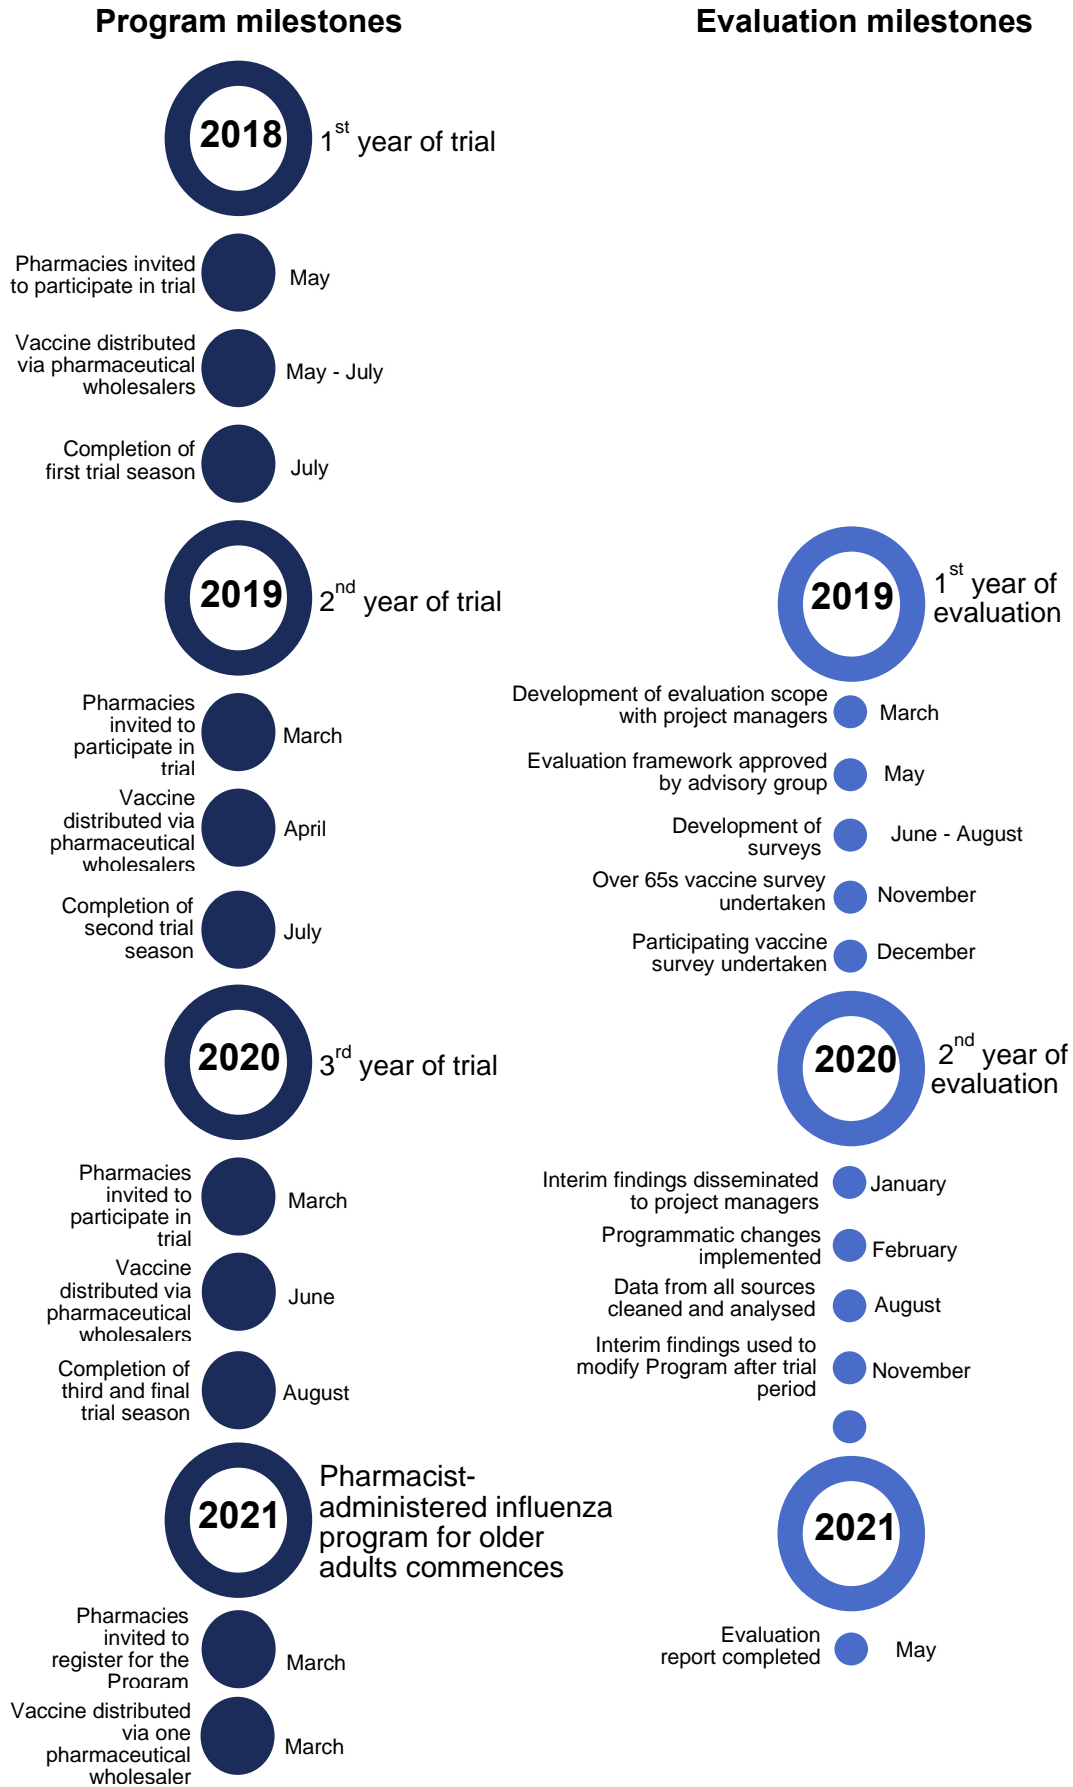 Program milestones
Evaluation milestones
2018
1st year of trial
Pharmacies invited
to participate in trial
May
Vaccine distributed
via pharmaceutical
wholesalers
May - July
Completion of
first trial season
July
2019
2nd year of trial
Pharmacies
invited to
participate in
trial
March
Vaccine
distributed via
pharmaceutical
wholesalers
April
Completion of
second trial
season
July
2020
3rd year of trial
Pharmacies
invited to
participate in
trial
March
Vaccine
distributed via
pharmaceutical
wholesalers
June
Completion of
third and final
trial season
August
2021
Pharmacist-
administered influenza
program for older
adults commences
Pharmacies
invited to
register for the
Program
March
Vaccine distributed
via one
pharmaceutical
wholesaler
March
2019
1st year of
evaluation
Development of evaluation scope
with project managers
March
Evaluation framework approved
by advisory group
May
Development of
surveys
June - August
Over 65s vaccine survey
undertaken
November
Participating vaccine
survey undertaken
December
2020
2nd year of
evaluation
Interim findings disseminated
to project managers
January
Programmatic changes
implemented
February
Data from all sources
cleaned and analysed
August
Interim findings used to
modify Program after trial
period
November
2021
Evaluation
report completed
May